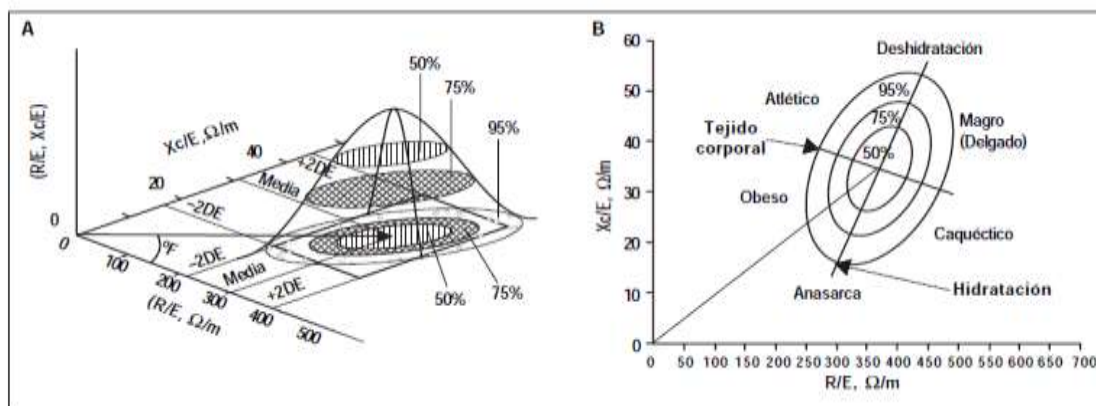 A
(R/E, Xc/E)
Xc/E, Ω/m
50%
75%
95%
40
+2DE
Media
20
−2DE
0
0
ºF
100
−2DE
200
Media
300
+2DE
400
500
(R/E, Ω/m
50%
75%
B
Xc/E, Ω/m
60
50
40
30
20
10
0
Deshidratación
Atlético
95%
75%
50%
Magro
(Delgado)
Tejido
corporal
Obeso
Caquéctico
Anasarca
Hidratación
0 50 100 150 200 250 300 350 400 450 500 550 600 650 700
R/E, Ω/m